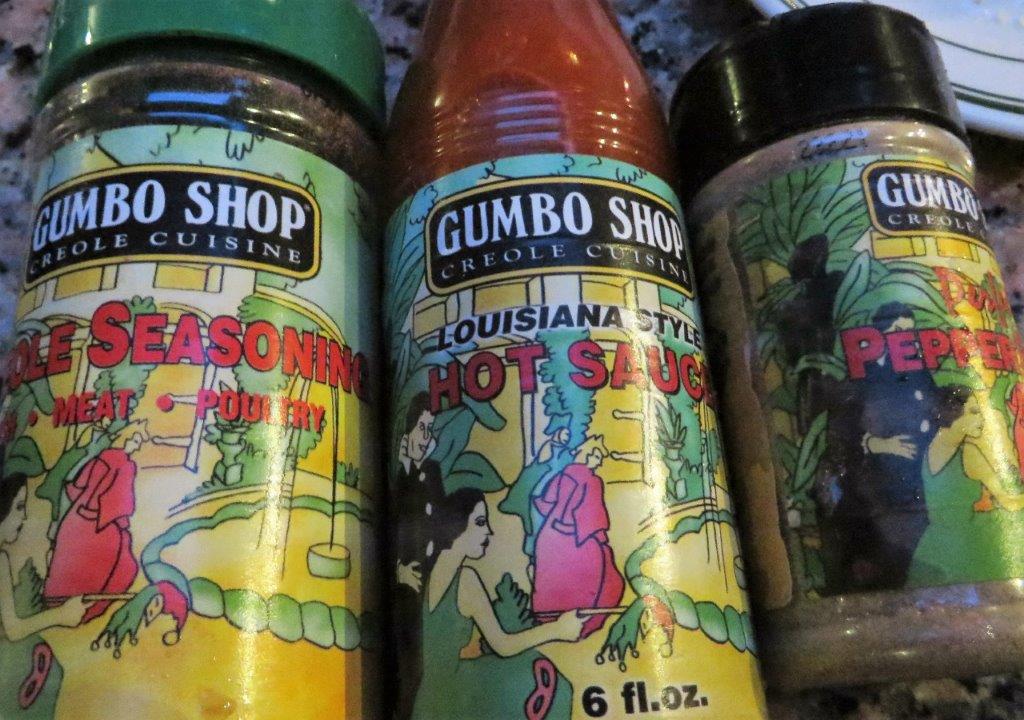 GUMBO SHOP
CREOLE CUISINE
OLE SEASONING
• MEAT • POULTRY
GUMBO SHOP
CREOLE CUISINE
LOUISIANA STYLE
HOT SAUCE
6 fl.oz.
GUMBO
CREOLE
PEPPER